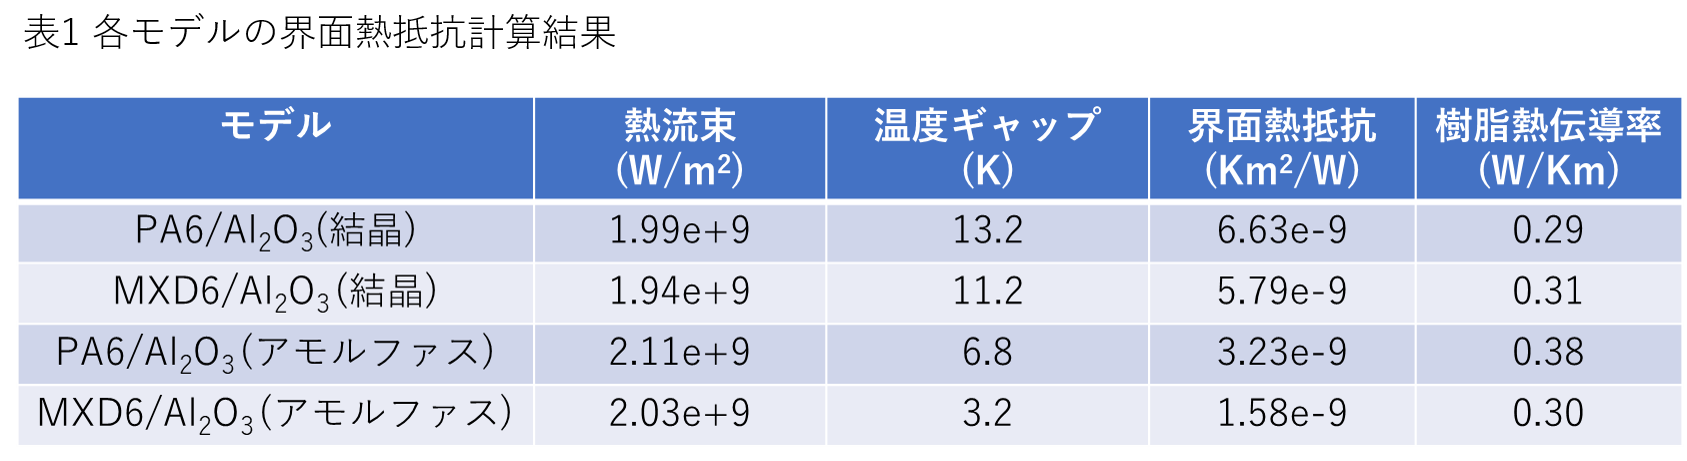 表1 各モデルの界面熱抵抗計算結果
モデル 熱流束 温度ギャップ 界面熱抵抗 樹脂熱伝導率
(W/m²) (K) (Km²/W) (W/Km)
PA6/Al₂O₃(結晶) 1.99e+9 13.2 6.63e-9 0.29
MXD6/Al₂O₃(結晶) 1.94e+9 11.2 5.79e-9 0.31
PA6/Al₂O₃(アモルファス) 2.11e+9 6.8 3.23e-9 0.38
MXD6/Al₂O₃(アモルファス) 2.03e+9 3.2 1.58e-9 0.30